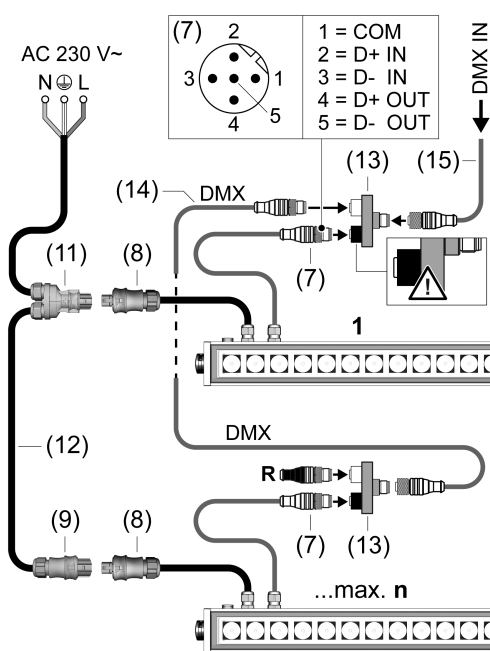 (7)
2
3
1
4
5
1 = COM
2 = D+ IN
3 = D- IN
4 = D+ OUT
5 = D- OUT
DMX IN
AC 230 V~
N
L
(14)
DMX
(13)
(15)
(11)
(8)
(7)
!
1
(12)
DMX
R
(9)
(8)
(7)
(13)
...max. n